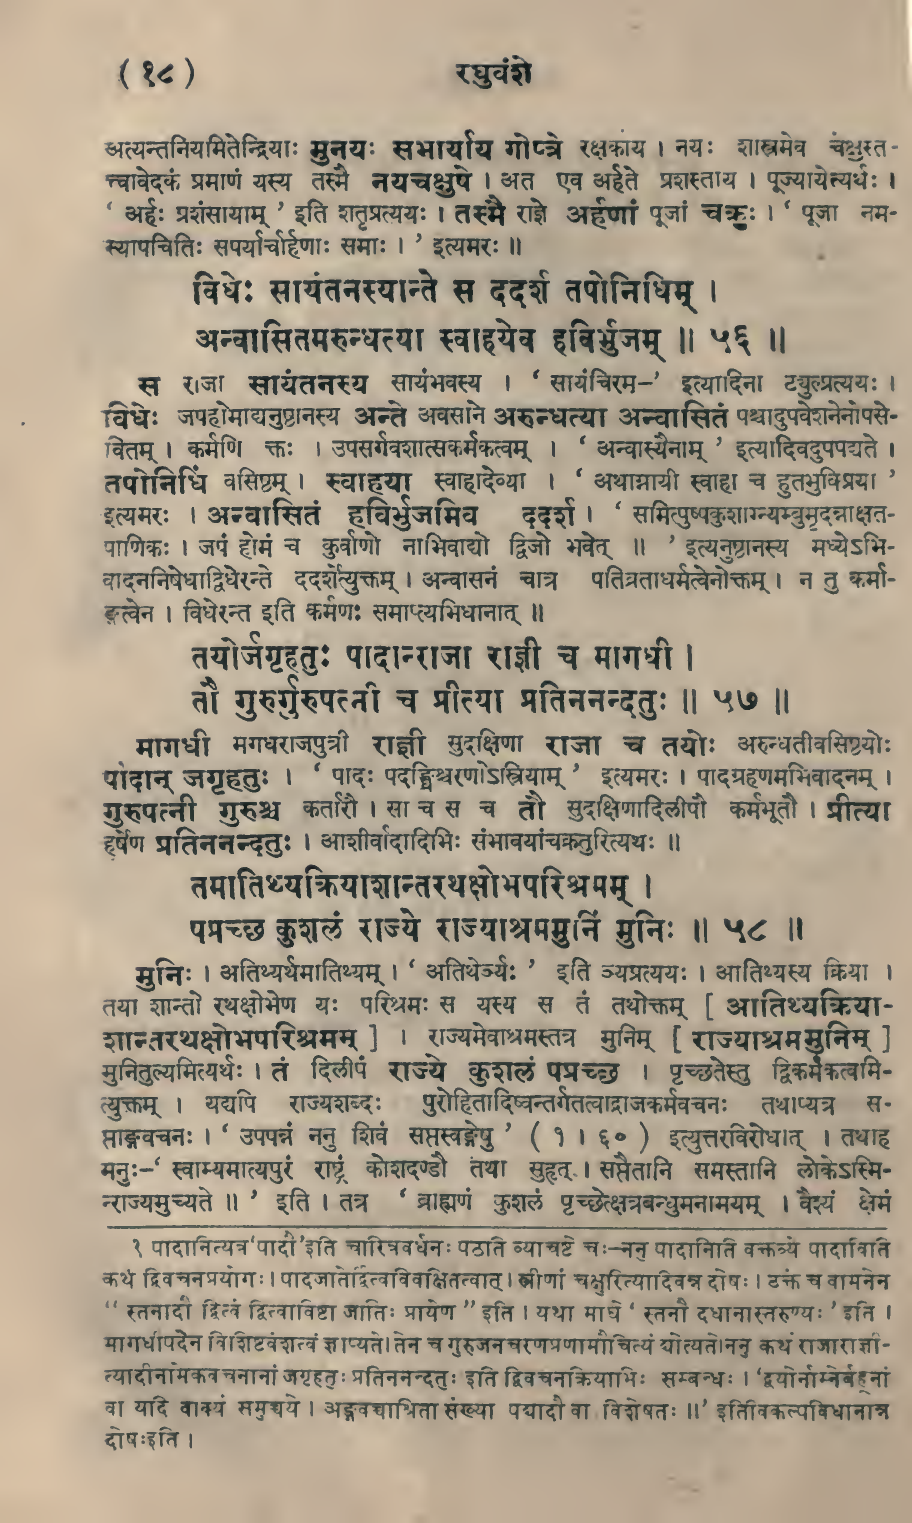 ( १८ ) रघुवंशे
अत्यन्तनियमितेन्द्रियाः मुनयः सभार्याय गोप्त्रे रक्षकाय । नयः शास्त्रमेव चक्षुस्त-
त्त्वावेदकं प्रमाणं यस्य तस्मै नयचक्षुषे । अत एव अर्हते प्रशस्ताय । पूज्यायेत्यर्थः ।
‘ अर्हः प्रशंसायाम् ’ इति शतृप्रत्ययः । तस्मै राज्ञे अर्हणां पूजां चक्रुः । ‘ पूजा नम-
स्यापचितिः सपर्यार्चार्हणाः समाः । ’ इत्यमरः ॥
विधेः सायंतनस्यान्ते स ददर्श तपोनिधिम् ।
अन्वासितमरुन्धत्या स्वाहयेव हविर्भुजम् ॥ ५६ ॥
स राजा सायंतनस्य सायंभवस्य । ‘ सायंचिरम–’ इत्यादिना ट्युल्प्रत्ययः ।
विधेः जपहोमाद्यनुष्ठानस्य अन्ते अवसाने अरुन्धत्या अन्वासितं पश्चादुपवेशनेनोपसे-
वितम् । कर्मणि क्तः । उपसर्गवशात्सकर्मकत्वम् । ‘ अन्वास्यैनाम् ’ इत्यादिवदुपपद्यते ।
तपोनिधिं वसिष्ठम् । स्वाहया स्वाहादेव्या । ‘ अथाग्नायी स्वाहा च हुतभुक्प्रिया ’
इत्यमरः । अन्वासितं हविर्भुजमिव ददर्श । ‘ समित्पुष्पकुशाग्न्यम्बुमृदन्नाक्षत-
पाणिकः । जपं होमं च कुर्वाणो नाभिवाद्यो द्विजो भवेत् ॥ ’ इत्यनुष्ठानस्य मध्येऽभि-
वादननिषेधाद्विधेरन्ते ददर्शेत्युक्तम् । अन्वासनं चात्र पतिव्रताधर्मत्वेनोक्तम् । न तु कर्मा-
ङ्गत्वेन । विधेरन्त इति कर्मणः समाप्त्यभिधानात् ॥
तयोर्जगृहतुः पादान्राजा राज्ञी च मागधी ।
तौ गुरुर्गुरुपत्नी च प्रीत्या प्रतिननन्दतुः ॥ ५७ ॥
मागधी मगधराजपुत्री राज्ञी सुदक्षिणा राजा च तयोः अरुन्धतीवसिष्ठयोः
पादान् जगृहतुः । ‘ पादः पदङ्घ्रिश्चरणोऽस्त्रियाम् ’ इत्यमरः । पादग्रहणमभिवादनम् ।
गुरुपत्नी गुरुश्च कर्तारौ । सा च स च तौ सुदक्षिणादिलीपौ कर्मभूतौ । प्रीत्या
हर्षेण प्रतिननन्दतुः । आशीर्वादादिभिः संभावयांचक्रतुरित्यथः ॥
तमातिथ्यक्रियाशान्तरथक्षोभपरिश्रमम् ।
पप्रच्छ कुशलं राज्ये राज्याश्रममुनिं मुनिः ॥ ५८ ॥
मुनिः । अतिथ्यर्थमातिथ्यम् । ‘ अतिथेर्ञ्यः ’ इति ञ्यप्रत्ययः । आतिथ्यस्य क्रिया ।
तया शान्तो रथक्षोभेण यः परिश्रमः स यस्य स तं तथोक्तम् [ आतिथ्यक्रिया-
शान्तरथक्षोभपरिश्रमम् ] । राज्यमेवाश्रमस्तत्र मुनिम् [ राज्याश्रममुनिम् ]
मुनितुल्यमित्यर्थः । तं दिलीपं राज्ये कुशलं पप्रच्छ । पृच्छतेस्तु द्विकर्मकत्वमि-
त्युक्तम् । यद्यपि राज्यशब्दः पुरोहितादिष्वन्तर्गतत्वाद्राजकर्मवचनः तथाप्यत्र स-
प्ताङ्गवचनः । ‘ उपपन्नं ननु शिवं सप्तस्वङ्गेषु ’ ( १ । ६० ) इत्युत्तरविरोधात् । तथाह
मनुः–‘ स्वाम्यमात्यपुरं राष्ट्रं कोशदण्डौ तथा सुहृत् । सप्तैतानि समस्तानि लोकेऽस्मि-
न्राज्यमुच्यते ॥ ’ इति । तत्र ‘ ब्राह्मणं कुशलं पृच्छेत्क्षत्रबन्धुमनामयम् । वैश्यं क्षेमं
१ पादानित्यत्र‘पादौ’इति चारित्रवर्धनः पठति व्याचष्टे चः–ननु पादानिति वक्तव्ये पादाविति
कथं द्विवचनप्रयोगः । पादजातेर्द्वित्वविवक्षितत्वात् । स्त्रीणां चक्षुरित्यादिवन्न दोषः । उक्तं च वामनेन
“ स्तनादौ द्वित्वं द्वित्वाविष्टा जातिः प्रायेण ” इति । यथा माघे ‘ स्तनौ दधानास्तरुण्यः ’ इति ।
मागधीपदेन विशिष्टवंशत्वं ज्ञाप्यते।तेन च गुरुजनचरणप्रणामौचित्यं द्योत्यते।ननु कथं राजाराज्ञी-
त्यादीनामेकवचनानां जगृहतुः प्रतिननन्दतुः इति द्विवचनक्रियाभिः सम्बन्धः । ‘द्वयोर्नाम्नेर्बहूनां
वा यदि वाक्यं समुच्चये । अङ्गवच्चाश्रिता संख्या पद्यादौ वा विशेषतः ॥’ इतिविकल्पविधानान्न
दोषःइति ।